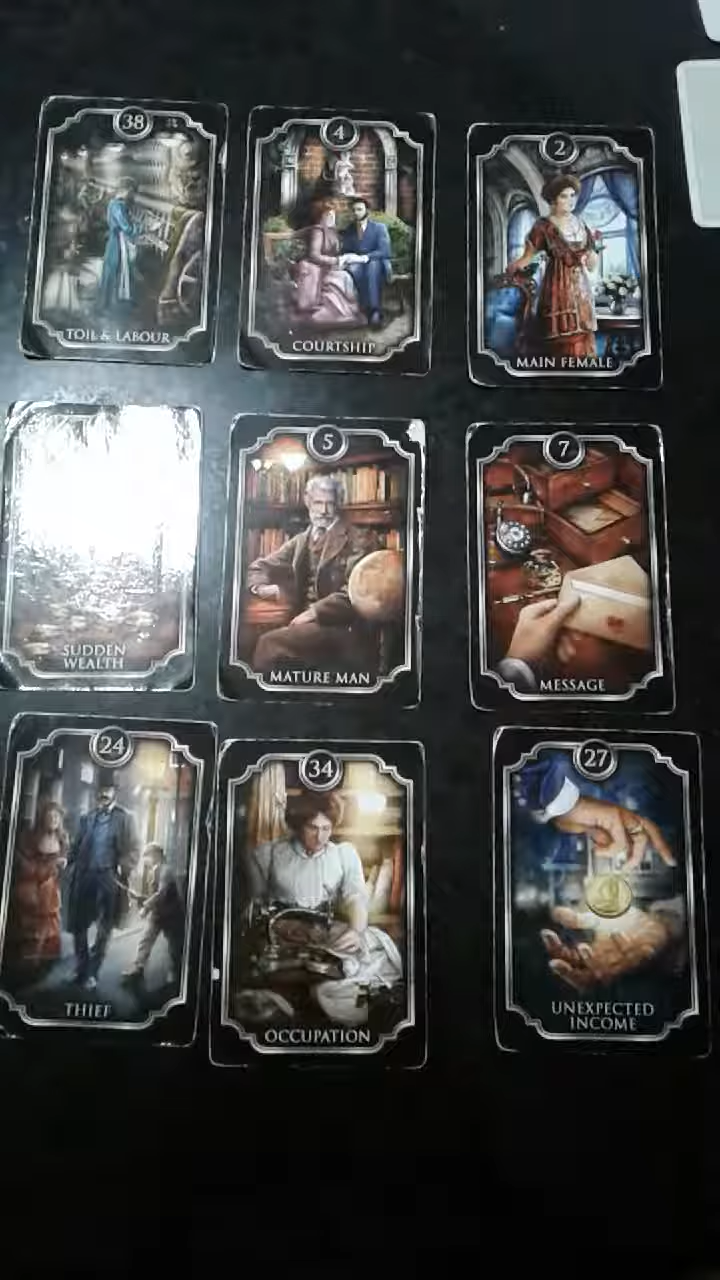 38
TOIL & LABOUR
4
COURTSHIP
2
MAIN FEMALE
SUDDEN
WEALTH
5
MATURE MAN
7
MESSAGE
24
THIEF
34
OCCUPATION
27
UNEXPECTED
INCOME